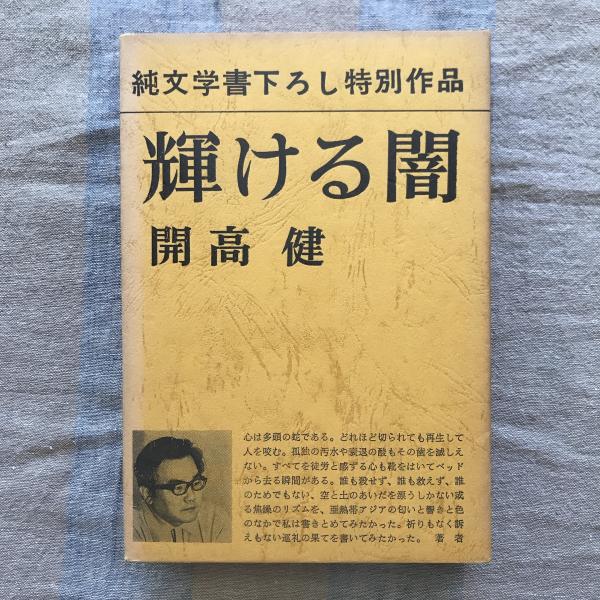 純文学書下ろし特別作品
輝ける闇
開高 健
心は多頭の蛇である。どれほど切られても再生して
人を咬む。孤独の汚水や衰退の酸もその歯を滅しえ
ない。すべてを徒労と感ずる心も靴をはいてベッド
から去る瞬間がある。誰も殺せず、誰も救えず、誰
のためでもない、空と土のあいだを漂うしかない或
る焦燥のリズムを、亜熱帯アジアの匂いと響きと色
のなかで私は書きとめてみたかった。祈りもなく訴
えもない巡礼の果てを書いてみたかった。 著 者